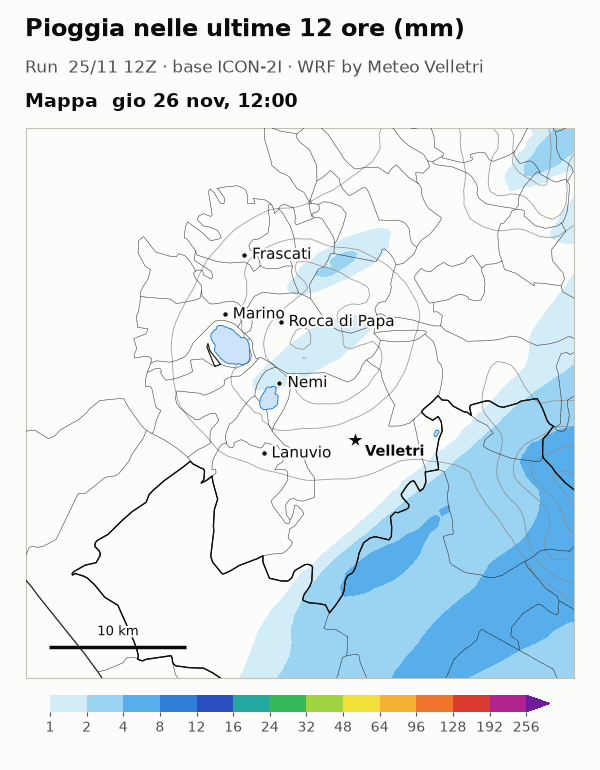 Pioggia nelle ultime 12 ore (mm)
Run  25/11 12Z · base ICON-2I · WRF by Meteo Velletri
Mappa  gio 26 nov, 12:00
Frascati
Marino
Rocca di Papa
Nemi
Velletri
Lanuvio
10 km
1 2 4 8 12 16 24 32 48 64 96 128 192 256